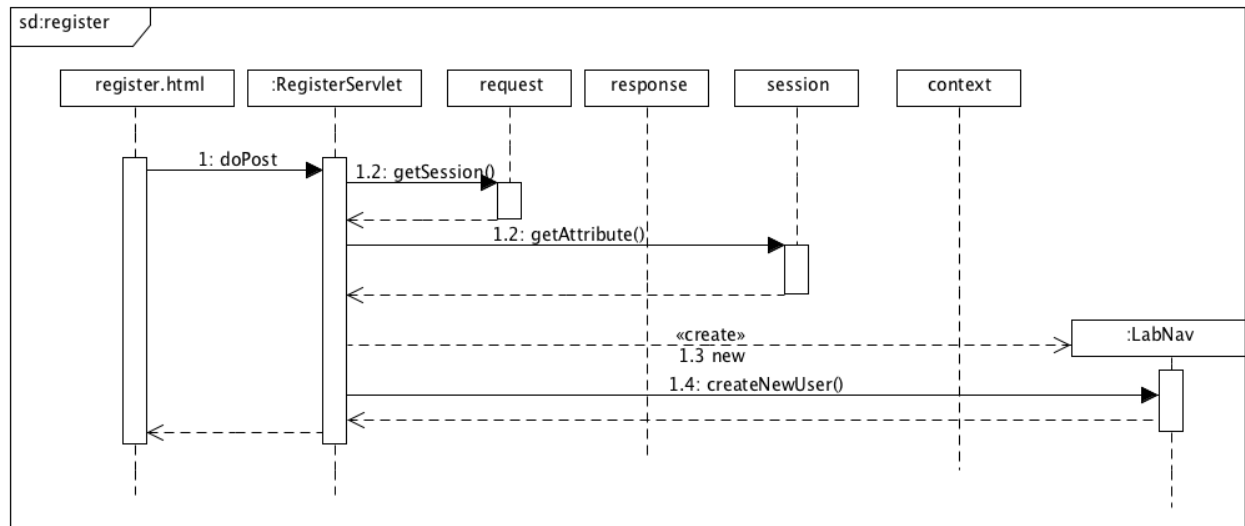 sd:register
register.html
:RegisterServlet
request
response
session
context
1: doPost
1.2: getSession()
1.2: getAttribute()
«create»
1.3 new
:LabNav
1.4: createNewUser()